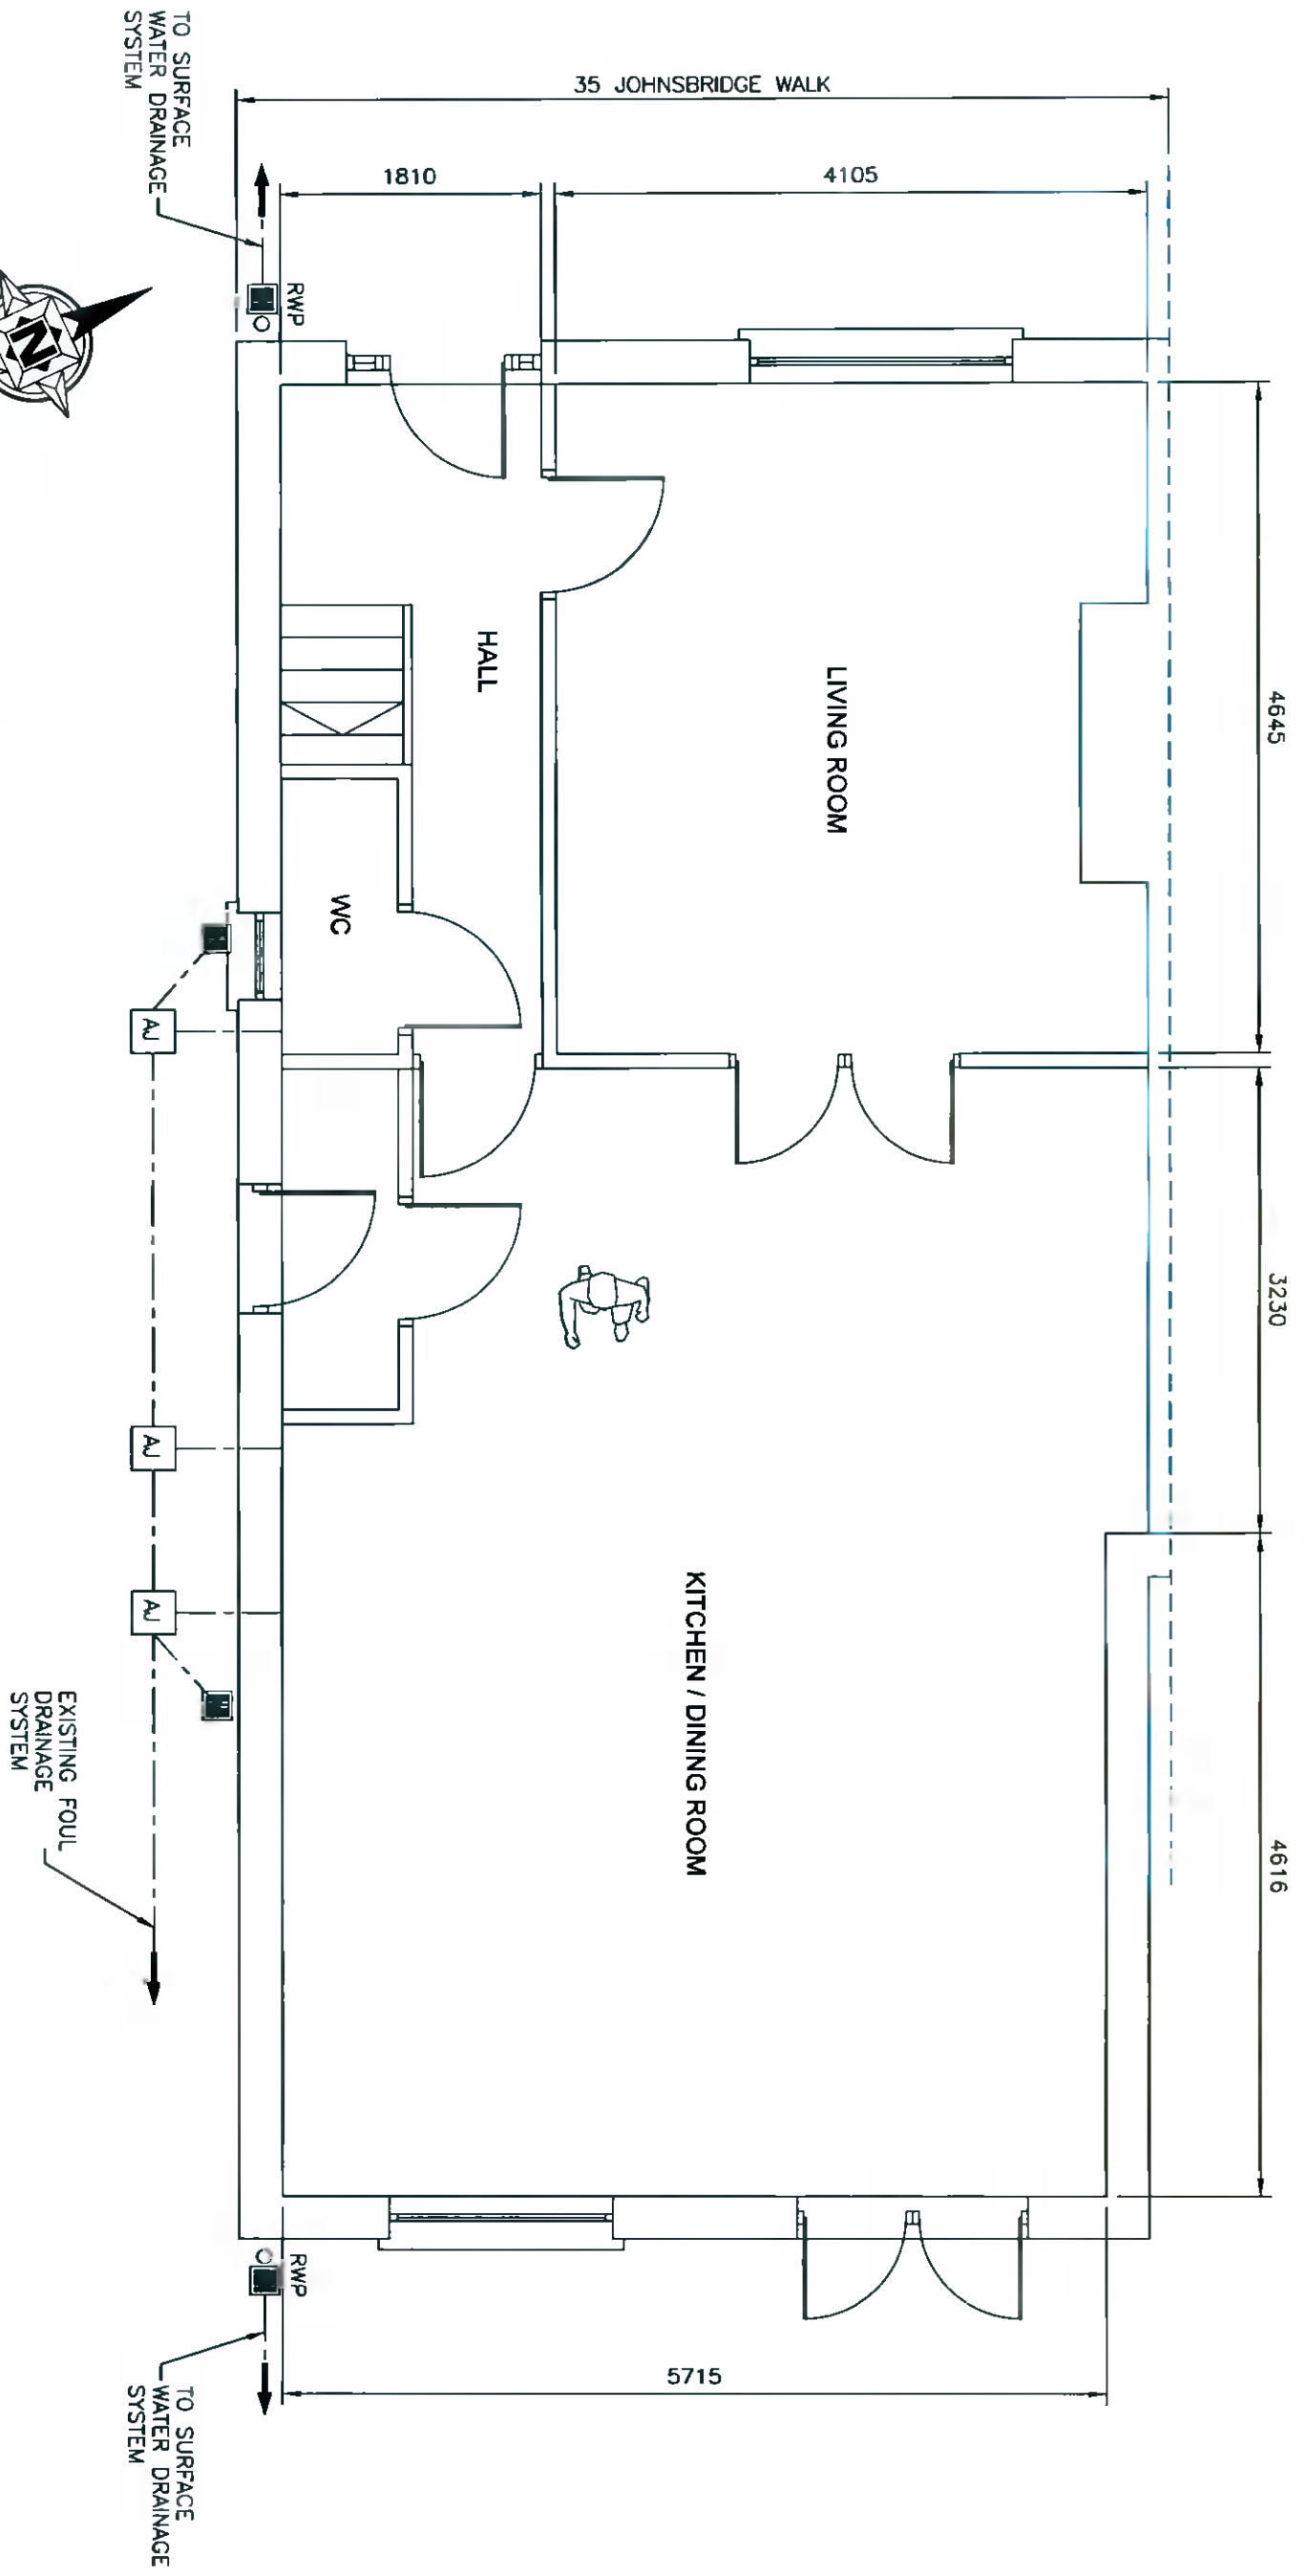 35 JOHNSBRIDGE WALK
4105
1810
4645
3230
4616
5715
LIVING ROOM
HALL
WC
KITCHEN / DINING ROOM
RWP
TO SURFACE
WATER DRAINAGE
SYSTEM
N
AJ
AJ
AJ
EXISTING FOUL
DRAINAGE
SYSTEM
RWP
TO SURFACE
WATER DRAINAGE
SYSTEM